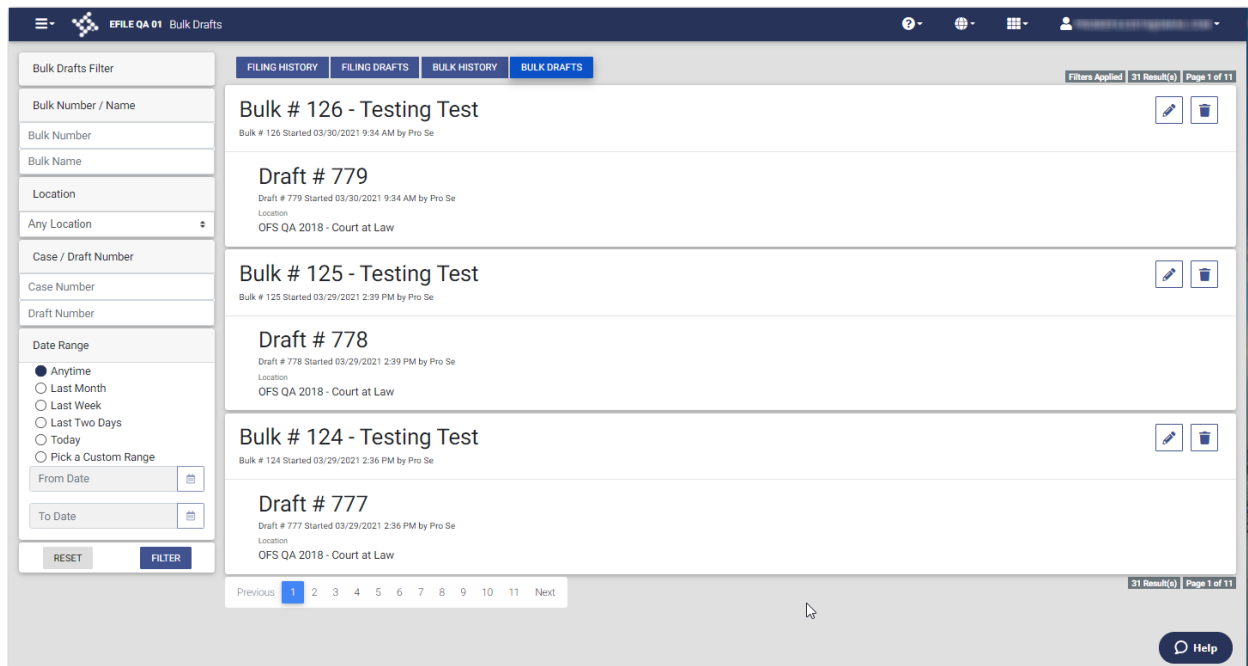 EFILE QA 01 Bulk Drafts
Bulk Drafts Filter
Bulk Number / Name
Bulk Number
Bulk Name
Location
Any Location
Case / Draft Number
Case Number
Draft Number
Date Range
Anytime
Last Month
Last Week
Last Two Days
Today
Pick a Custom Range
From Date
To Date
RESET FILTER
FILING HISTORY FILING DRAFTS BULK HISTORY BULK DRAFTS
Filters Applied 31 Result(s) Page 1 of 11
Bulk # 126 - Testing Test
Bulk # 126 Started 03/30/2021 9:34 AM by Pro Se
Draft # 779
Draft # 779 Started 03/30/2021 9:34 AM by Pro Se
Location
OFS QA 2018 - Court at Law
Bulk # 125 - Testing Test
Bulk # 125 Started 03/29/2021 2:39 PM by Pro Se
Draft # 778
Draft # 778 Started 03/29/2021 2:39 PM by Pro Se
Location
OFS QA 2018 - Court at Law
Bulk # 124 - Testing Test
Bulk # 124 Started 03/29/2021 2:36 PM by Pro Se
Draft # 777
Draft # 777 Started 03/29/2021 2:36 PM by Pro Se
Location
OFS QA 2018 - Court at Law
Previous 1 2 3 4 5 6 7 8 9 10 11 Next
31 Result(s) Page 1 of 11
Help